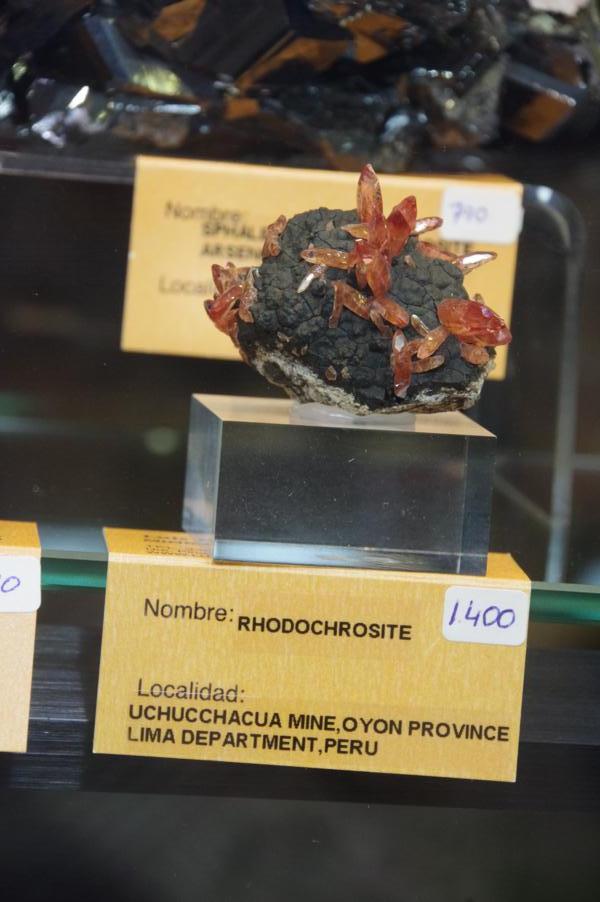 Nombre:
790
SPHALE
ARSEN
Locali
Nombre: RHODOCHROSITE
1.400
Localidad:
UCHUCCHACUA MINE,OYON PROVINCE
LIMA DEPARTMENT,PERU